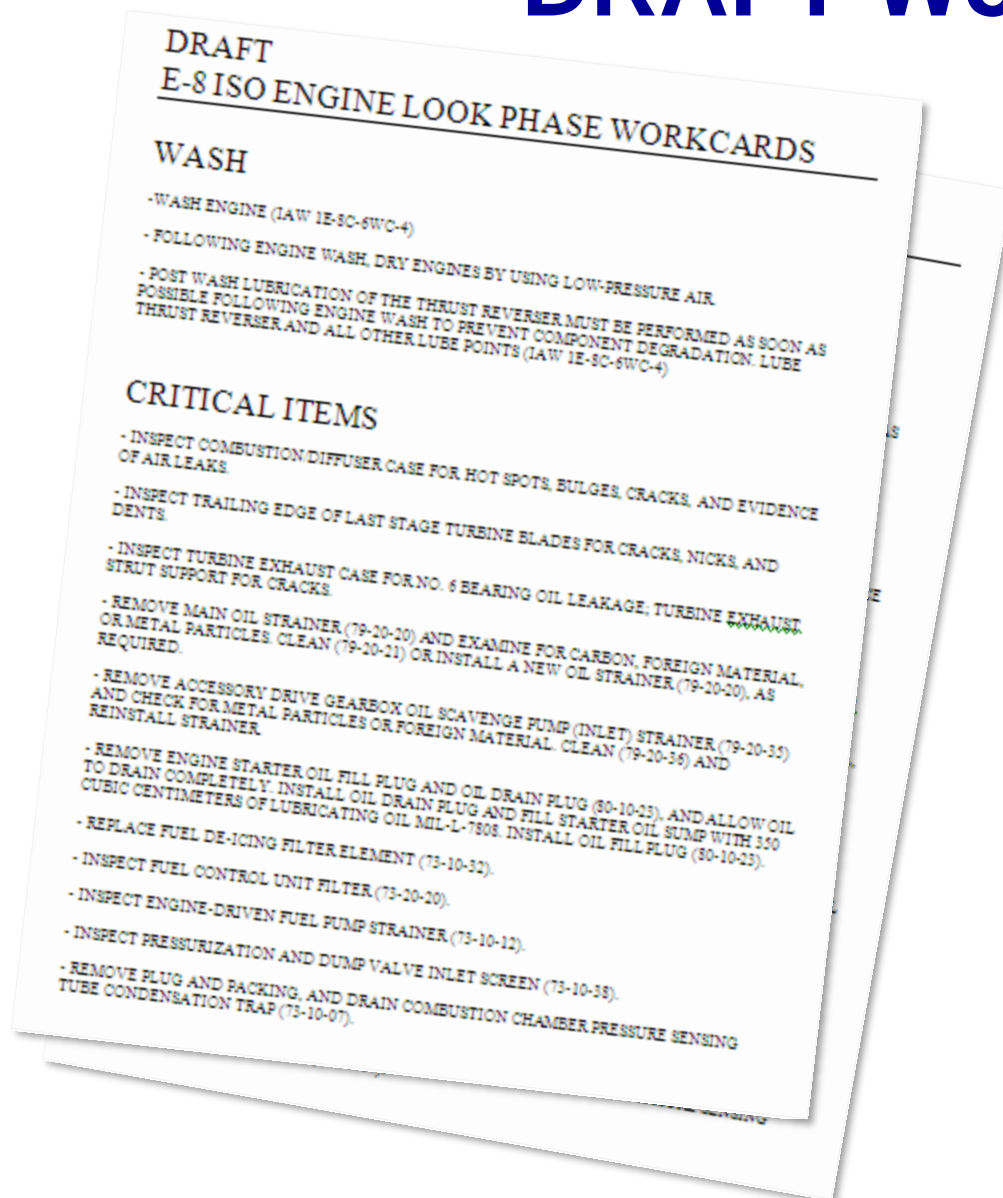 DRAFT WO
DRAFT
E-8 ISO ENGINE LOOK PHASE WORKCARDS
WASH
-WASH ENGINE (IAW 1E-8C-6WC-4)
- FOLLOWING ENGINE WASH, DRY ENGINES BY USING LOW-PRESSURE AIR.
- POST WASH LUBRICATION OF THE THRUST REVERSER MUST BE PERFORMED AS SOON AS
POSSIBLE FOLLOWING ENGINE WASH TO PREVENT COMPONENT DEGRADATION. LUBE
THRUST REVERSER AND ALL OTHER LUBE POINTS (IAW 1E-8C-6WC-4)
CRITICAL ITEMS
- INSPECT COMBUSTION/DIFFUSER CASE FOR HOT SPOTS, BULGES, CRACKS, AND EVIDENCE
OF AIR LEAKS.
- INSPECT TRAILING EDGE OF LAST STAGE TURBINE BLADES FOR CRACKS, NICKS, AND
DENTS.
- INSPECT TURBINE EXHAUST CASE FOR NO. 6 BEARING OIL LEAKAGE; TURBINE EXHAUST
STRUT SUPPORT FOR CRACKS.
- REMOVE MAIN OIL STRAINER (79-20-20) AND EXAMINE FOR CARBON, FOREIGN MATERIAL,
OR METAL PARTICLES. CLEAN (79-20-21) OR INSTALL A NEW OIL STRAINER (79-20-20), AS
REQUIRED.
- REMOVE ACCESSORY DRIVE GEARBOX OIL SCAVENGE PUMP (INLET) STRAINER (79-20-35)
AND CHECK FOR METAL PARTICLES OR FOREIGN MATERIAL. CLEAN (79-20-36) AND
REINSTALL STRAINER.
- REMOVE ENGINE STARTER OIL FILL PLUG AND OIL DRAIN PLUG (80-10-23), AND ALLOW OIL
TO DRAIN COMPLETELY. INSTALL OIL DRAIN PLUG AND FILL STARTER OIL SUMP WITH 350
CUBIC CENTIMETERS OF LUBRICATING OIL MIL-L-7808. INSTALL OIL FILL PLUG (80-10-23).
- REPLACE FUEL DE-ICING FILTER ELEMENT (73-10-32).
- INSPECT FUEL CONTROL UNIT FILTER (73-20-20).
- INSPECT ENGINE-DRIVEN FUEL PUMP STRAINER (73-10-12).
- INSPECT PRESSURIZATION AND DUMP VALVE INLET SCREEN (73-10-38).
- REMOVE PLUG AND PACKING, AND DRAIN COMBUSTION CHAMBER PRESSURE SENSING
TUBE CONDENSATION TRAP (73-10-07).
AS
CE
SENSING